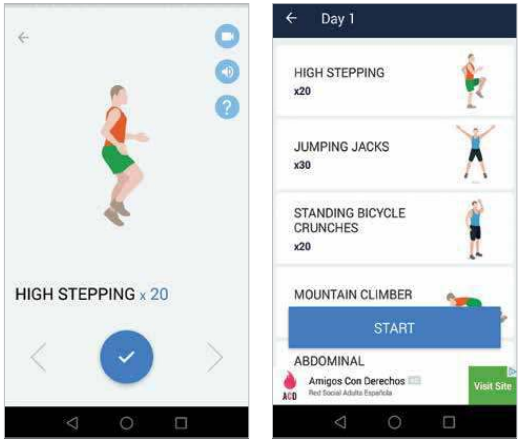 HIGH STEPPING x 20
?
Day 1
HIGH STEPPING
x20
JUMPING JACKS
x30
STANDING BICYCLE
CRUNCHES
x20
MOUNTAIN CLIMBER
START
ABDOMINAL
Amigos Con Derechos AD
Red Social Adulta Española
ACD
Visit Site